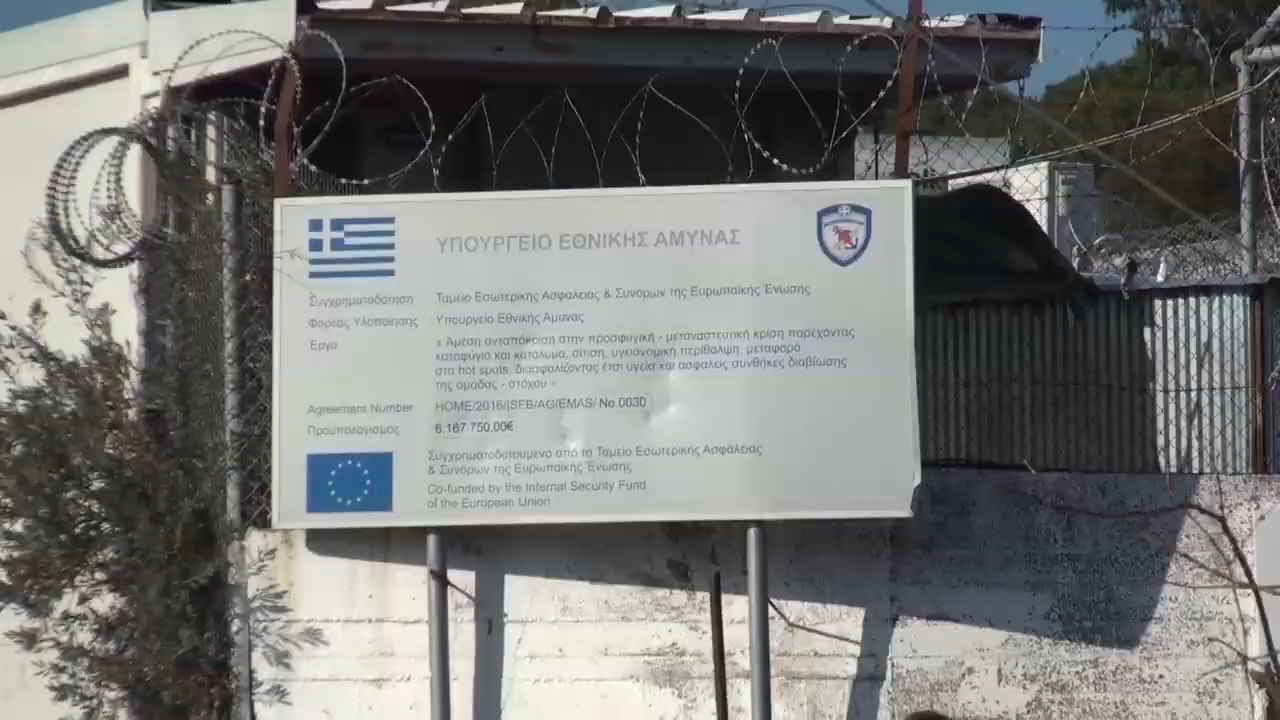 ΥΠΟΥΡΓΕΙΟ ΕΘΝΙΚΗΣ ΑΜΥΝΑΣ
Συγχρηματοδότηση Ταμείο Εσωτερικής Ασφάλειας & Συνόρων της Ευρωπαϊκής Ένωσης
Φορέας Υλοποίησης : Υπουργείο Εθνικής Αμυνας
Έργο « Άμεση ανταπόκριση στην προσφυγική - μεταναστευτική κρίση παρέχοντας
καταφύγιο και κατάλυμα, σίτιση, υγειονομική περίθαλψη, μεταφορά
στα hot spots, διασφαλίζοντας έτσι υγεία και ασφαλείς συνθήκες διαβίωσης
της ομάδας - στόχου »
Agreement Number HOME/2016/ISFB/AG/EMAS/ No 0030
Προϋπολογισμός 6.167 750.00€
Συγχρηματοδοτούμενο από το Ταμείο Εσωτερικής Ασφάλειας
& Συνόρων της Ευρωπαϊκής Ένωσης
Co-funded by the Internal Security Fund
of the European Union